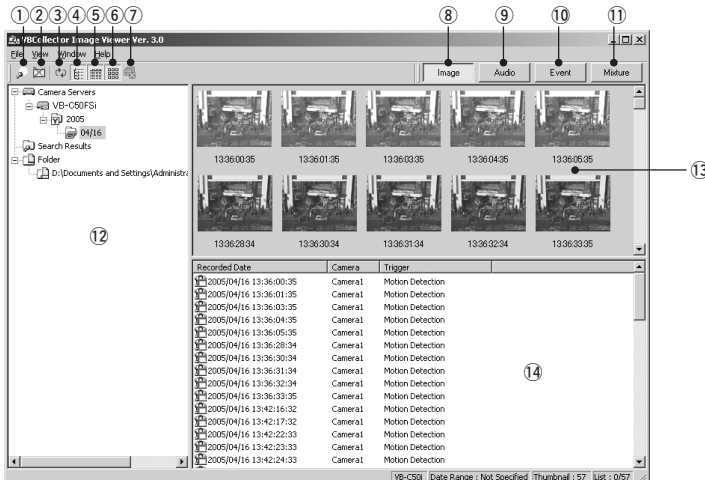 ① ② ③ ④ ⑤ ⑥ ⑦ ⑧ ⑨ ⑩ ⑪
VBCollector Image Viewer Ver. 3.0
File View Window Help
Image Audio Event Mixture
Camera Servers
VB-C50FSi
2005
04/16
Search Results
Folder
D:\Documents and Settings\Administra
⑫
13:36:00:35 13:36:01:35 13:36:03:35 13:36:04:35 13:36:05:35
⑬
13:36:28:34 13:36:30:34 13:36:31:34 13:36:32:34 13:36:33:35
Recorded Date Camera Trigger
2005/04/16 13:36:00:35 Camera1 Motion Detection
2005/04/16 13:36:01:35 Camera1 Motion Detection
2005/04/16 13:36:03:35 Camera1 Motion Detection
2005/04/16 13:36:04:35 Camera1 Motion Detection
2005/04/16 13:36:05:35 Camera1 Motion Detection
2005/04/16 13:36:28:34 Camera1 Motion Detection
2005/04/16 13:36:30:34 Camera1 Motion Detection
2005/04/16 13:36:31:34 Camera1 Motion Detection
2005/04/16 13:36:32:34 Camera1 Motion Detection
2005/04/16 13:36:33:35 Camera1 Motion Detection
2005/04/16 13:42:16:32 Camera1 Motion Detection
2005/04/16 13:42:17:32 Camera1 Motion Detection
2005/04/16 13:42:22:33 Camera1 Motion Detection
2005/04/16 13:42:23:33 Camera1 Motion Detection
2005/04/16 13:42:24:33 Camera1 Motion Detection
⑭
VB-C50i Date Range : Not Specified Thumbnail : 57 List : 0/57